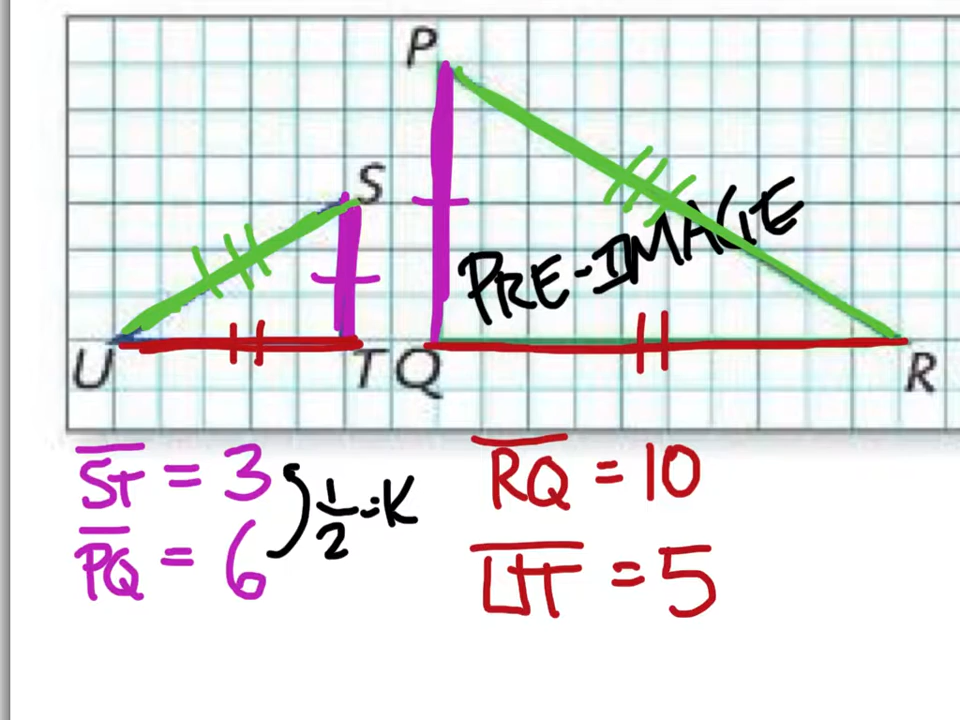 P
S
PRE-IMAGE
U
T
Q
R
ST = 3
PQ = 6
1/2 = K
RQ = 10
UT = 5